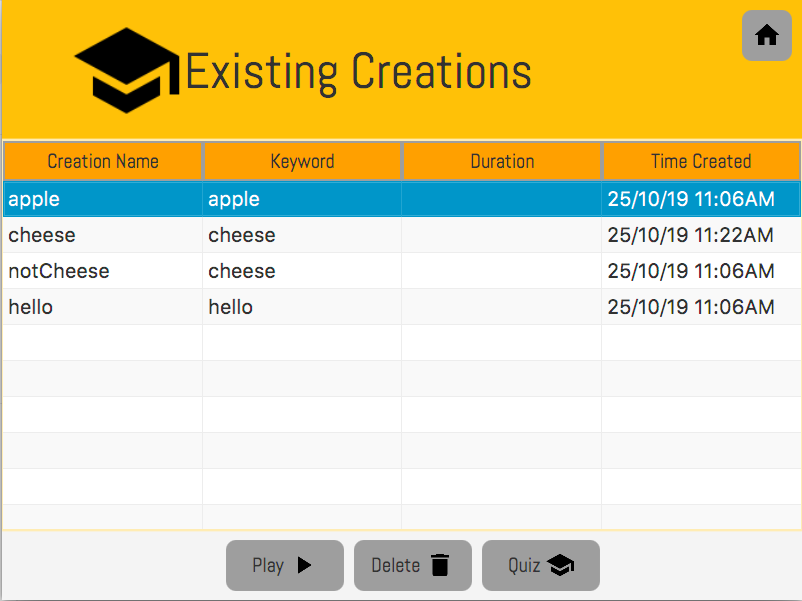 Existing Creations
Creation Name Keyword Duration Time Created
apple apple 25/10/19 11:06AM
cheese cheese 25/10/19 11:22AM
notCheese cheese 25/10/19 11:06AM
hello hello 25/10/19 11:06AM
Play Delete Quiz